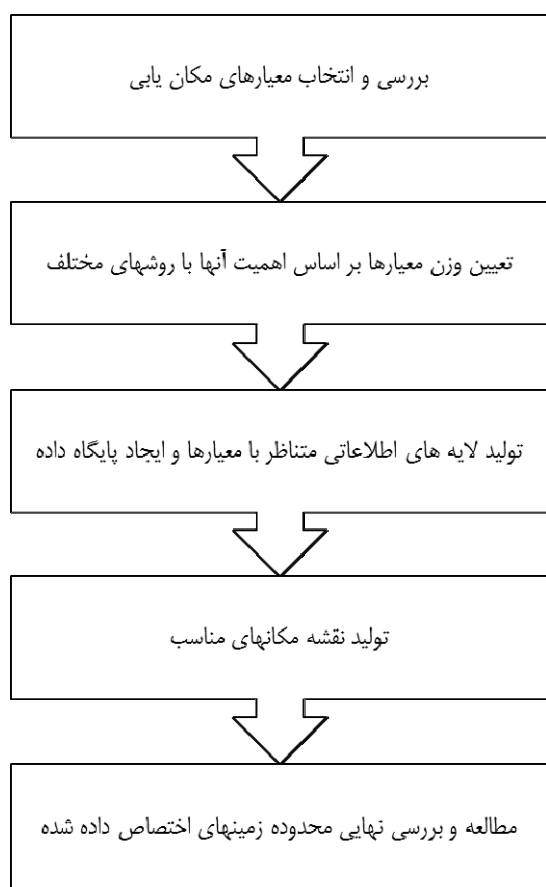 بررسی و انتخاب معیارهای مکان یابی
تعیین وزن معیارها بر اساس اهمیت آنها با روشهای مختلف
تولید لایه های اطلاعاتی متناظر با معیارها و ایجاد پایگاه داده
تولید نقشه مکانهای مناسب
مطالعه و بررسی نهایی محدوده زمینهای اختصاص داده شده